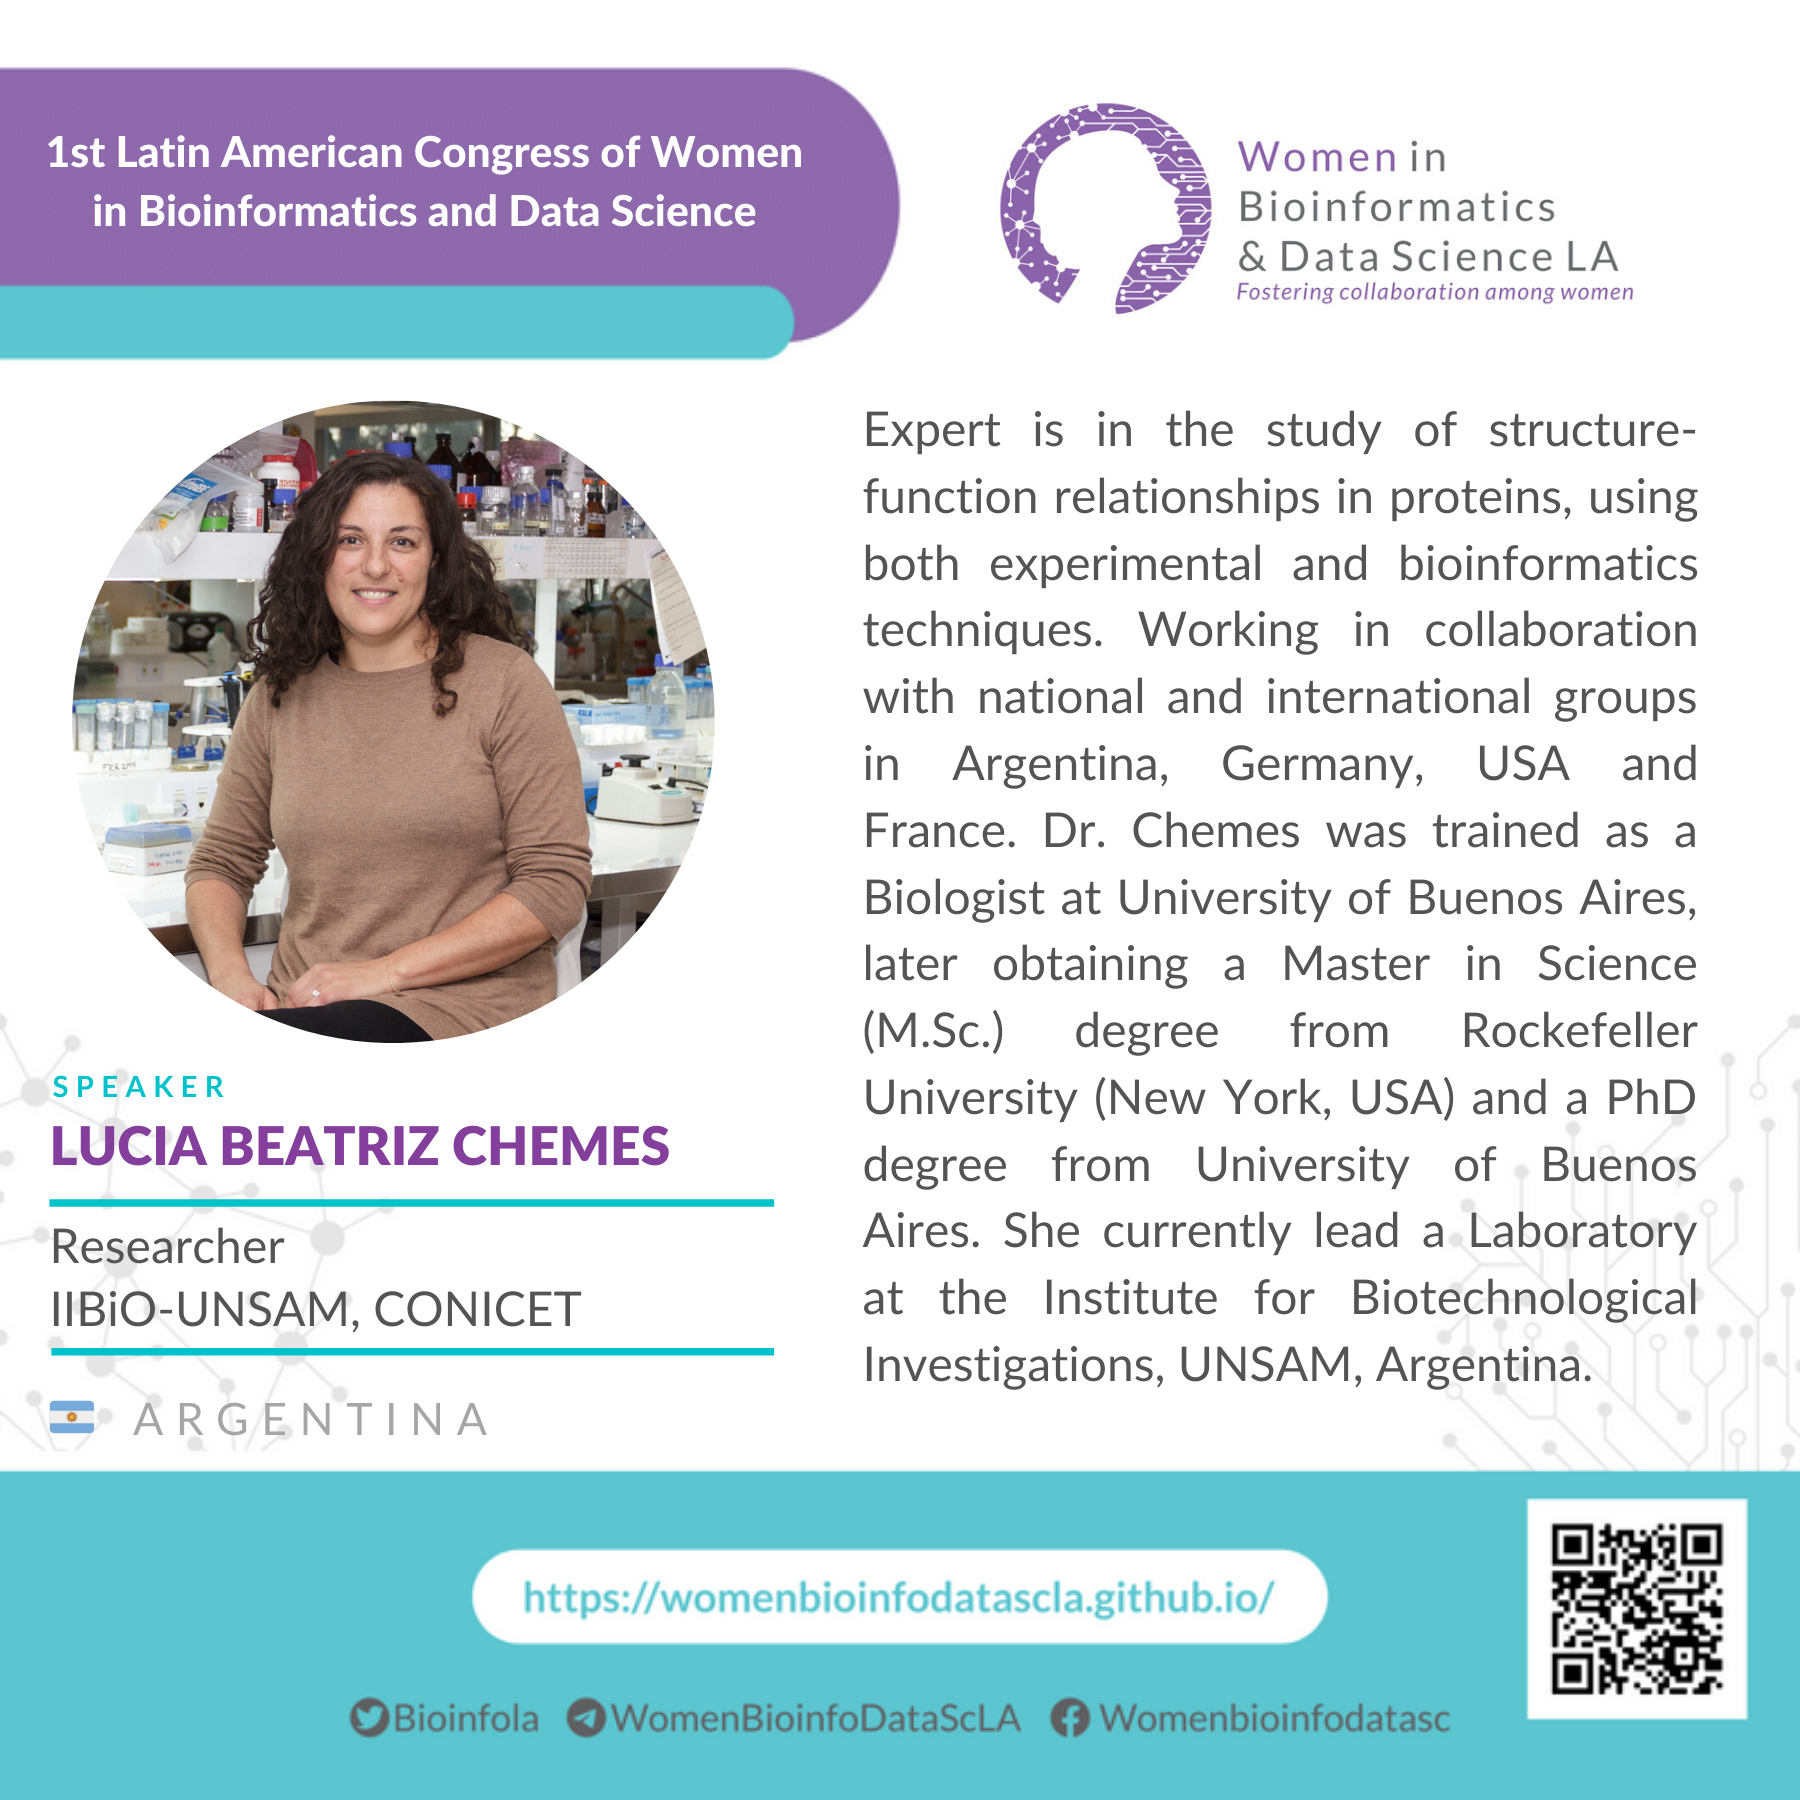 1st Latin American Congress of Women
in Bioinformatics and Data Science
Women in
Bioinformatics
& Data Science LA
Fostering collaboration among women
SPEAKER
LUCIA BEATRIZ CHEMES
Researcher
IIBiO-UNSAM, CONICET
ARGENTINA
Expert is in the study of structure-
function relationships in proteins, using
both experimental and bioinformatics
techniques. Working in collaboration
with national and international groups
in Argentina, Germany, USA and
France. Dr. Chemes was trained as a
Biologist at University of Buenos Aires,
later obtaining a Master in Science
(M.Sc.) degree from Rockefeller
University (New York, USA) and a PhD
degree from University of Buenos
Aires. She currently lead a Laboratory
at the Institute for Biotechnological
Investigations, UNSAM, Argentina.
https://womenbioinfodatascla.github.io/
Bioinfola WomenBioinfoDataScLA Womenbioinfodatasc